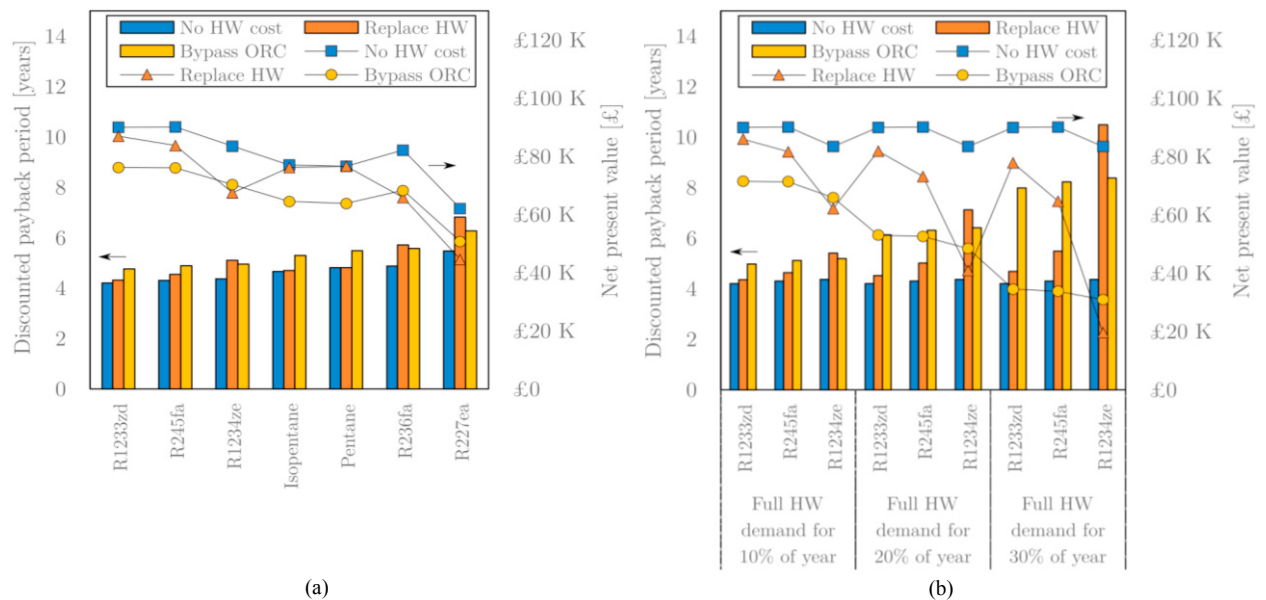 No HW cost
Replace HW
Bypass ORC
No HW cost
Replace HW
Bypass ORC
Discounted payback period [years]
14
12
10
8
6
4
2
0
£120 K
£100 K
£80 K
£60 K
£40 K
£20 K
£0
Net present value [£]
R1233zd
R245fa
R1234ze
Isopentane
Pentane
R236fa
R227ea
(a)
No HW cost
Replace HW
Bypass ORC
No HW cost
Replace HW
Bypass ORC
Discounted payback period [years]
14
12
10
8
6
4
2
0
£120 K
£100 K
£80 K
£60 K
£40 K
£20 K
£0
Net present value [£]
R1233zd
R245fa
R1234ze
R1233zd
R245fa
R1234ze
R1233zd
R245fa
R1234ze
Full HW
demand for
10% of year
Full HW
demand for
20% of year
Full HW
demand for
30% of year
(b)